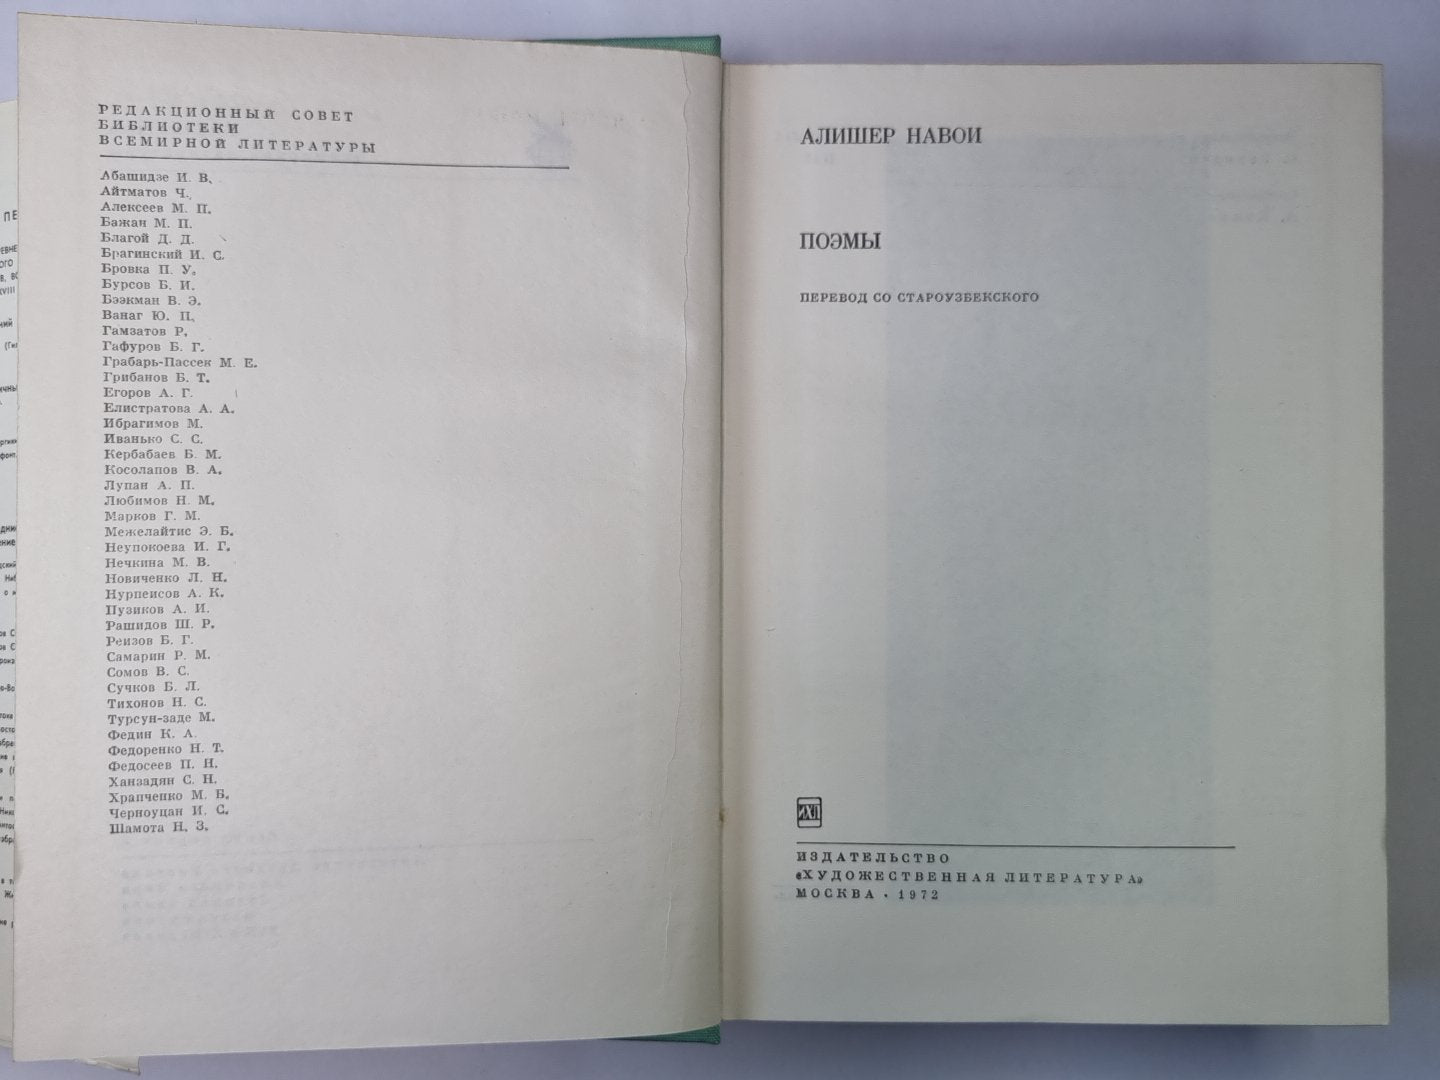 РЕДАКЦИОННЫЙ СОВЕТ
БИБЛИОТЕКИ
ВСЕМИРНОЙ ЛИТЕРАТУРЫ
Абашидзе И. В.
Айтматов Ч.
Алексеев М. П.
Бажан М. П.
Благой Д. Д.
Брагинский И. С.
Бровка П. У.
Бурсов Б. И.
Бээкман В. Э.
Ванаг Ю. П.
Гамзатов Р.
Гафуров Б. Г.
Грабарь-Пассек М. Е.
Грибанов Б. Т.
Егоров А. Г.
Елистратова А. А.
Ибрагимов М.
Иванько С. С.
Кербабаев Б. М.
Косолапов В. А.
Лупан А. П.
Любимов Н. М.
Марков Г. М.
Межелайтис Э. Б.
Неупокоева И. Г.
Нечкина М. В.
Новиченко Л. Н.
Нурпеисов А. К.
Пузиков А. И.
Рашидов Ш. Р.
Реизов Б. Г.
Самарин Р. М.
Сомов В. С.
Сучков Б. Л.
Тихонов Н. С.
Турсун-заде М.
Федин К. А.
Федоренко Н. Т.
Федосеев П. Н.
Ханзадян С. Н.
Храпченко М. Б.
Черноуцан И. С.
Шамота Н. З.
АЛИШЕР НАВОИ
ПОЭМЫ
ПЕРЕВОД СО СТАРОУЗБЕКСКОГО
ИХЛ
ИЗДАТЕЛЬСТВО
«ХУДОЖЕСТВЕННАЯ ЛИТЕРАТУРА»
МОСКВА · 1972